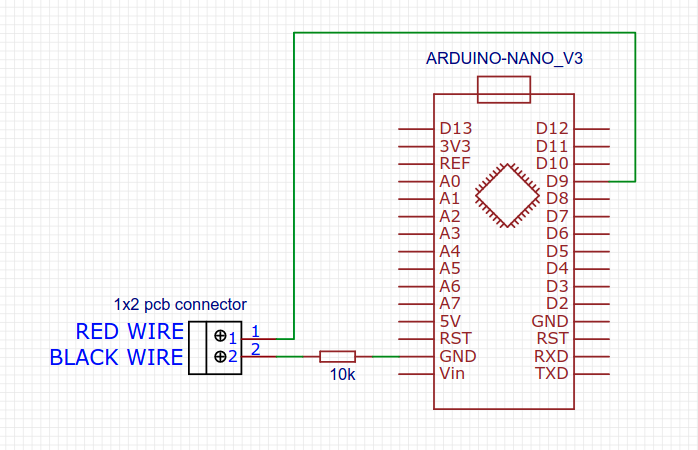 ARDUINO-NANO_V3
D13
3V3
REF
A0
A1
A2
A3
A4
A5
A6
A7
5V
RST
GND
Vin
D12
D11
D10
D9
D8
D7
D6
D5
D4
D3
D2
GND
RST
RXD
TXD
1x2 pcb connector
RED WIRE 1 1
BLACK WIRE 2 2
10k